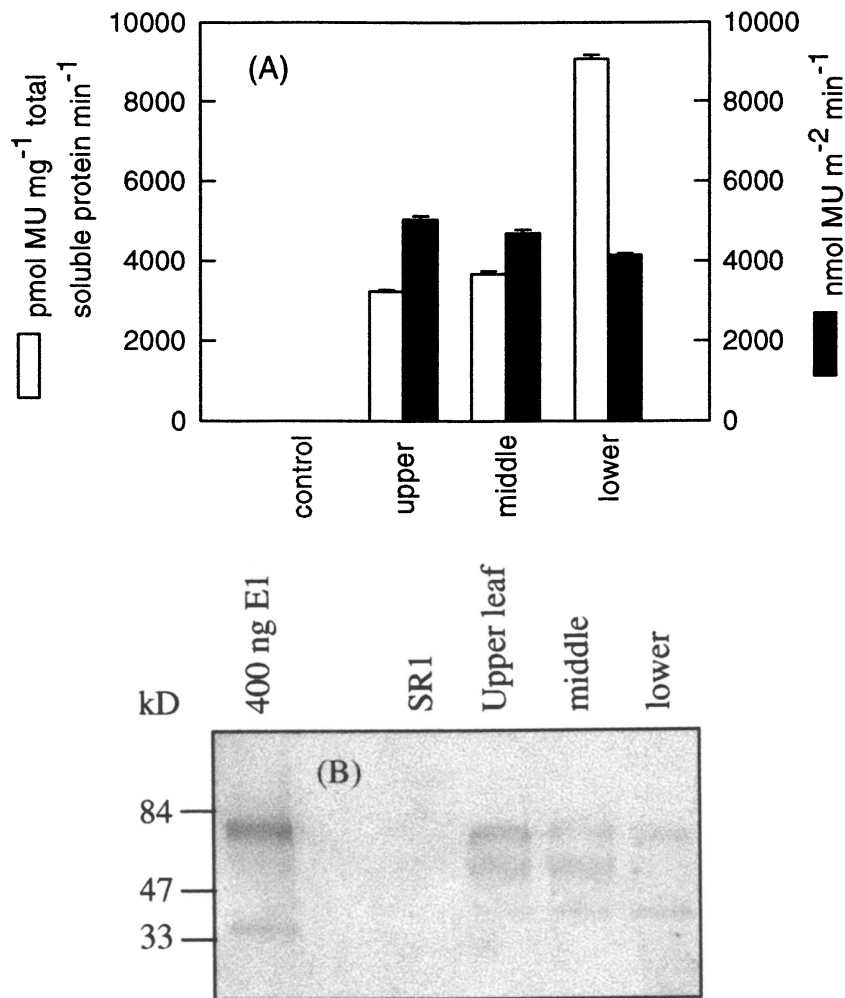 (A)
10000
8000
6000
4000
2000
0
10000
8000
6000
4000
2000
0
pmol MU mg⁻¹ total
soluble protein min⁻¹
nmol MU m⁻² min⁻¹
control
upper
middle
lower
kD
400 ng E1
SR1
Upper leaf
middle
lower
(B)
84
47
33